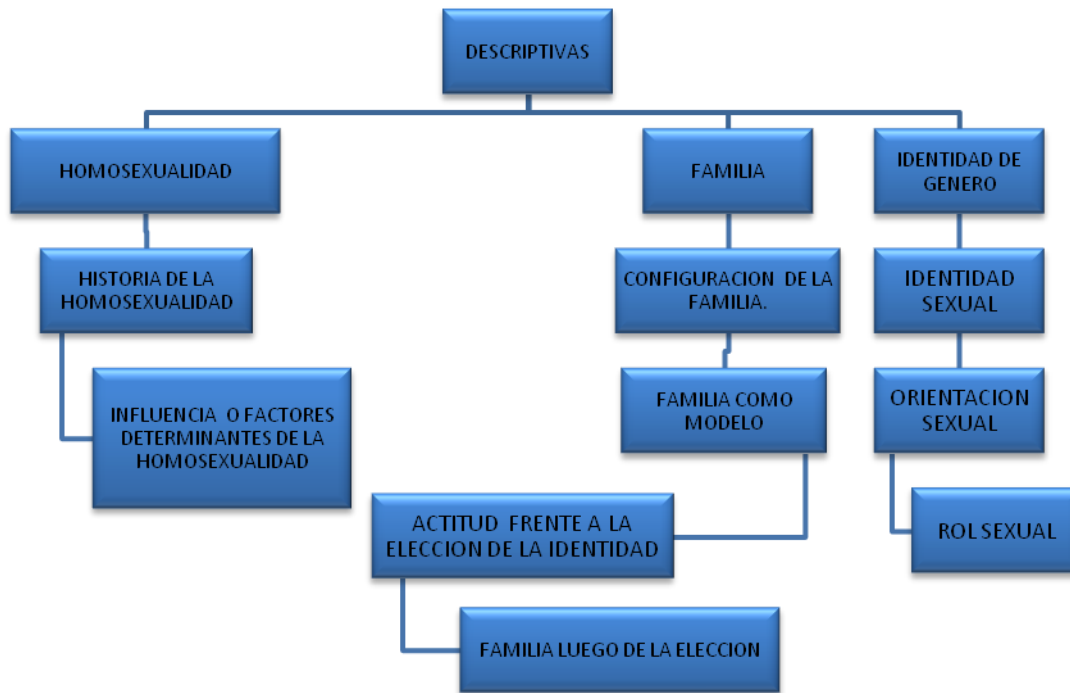 DESCRIPTIVAS
HOMOSEXUALIDAD
FAMILIA
IDENTIDAD DE
GENERO
HISTORIA DE LA
HOMOSEXUALIDAD
CONFIGURACION DE LA
FAMILIA.
IDENTIDAD
SEXUAL
INFLUENCIA O FACTORES
DETERMINANTES DE LA
HOMOSEXUALIDAD
FAMILIA COMO
MODELO
ORIENTACION
SEXUAL
ACTITUD FRENTE A LA
ELECCION DE LA IDENTIDAD
ROL SEXUAL
FAMILIA LUEGO DE LA ELECCION